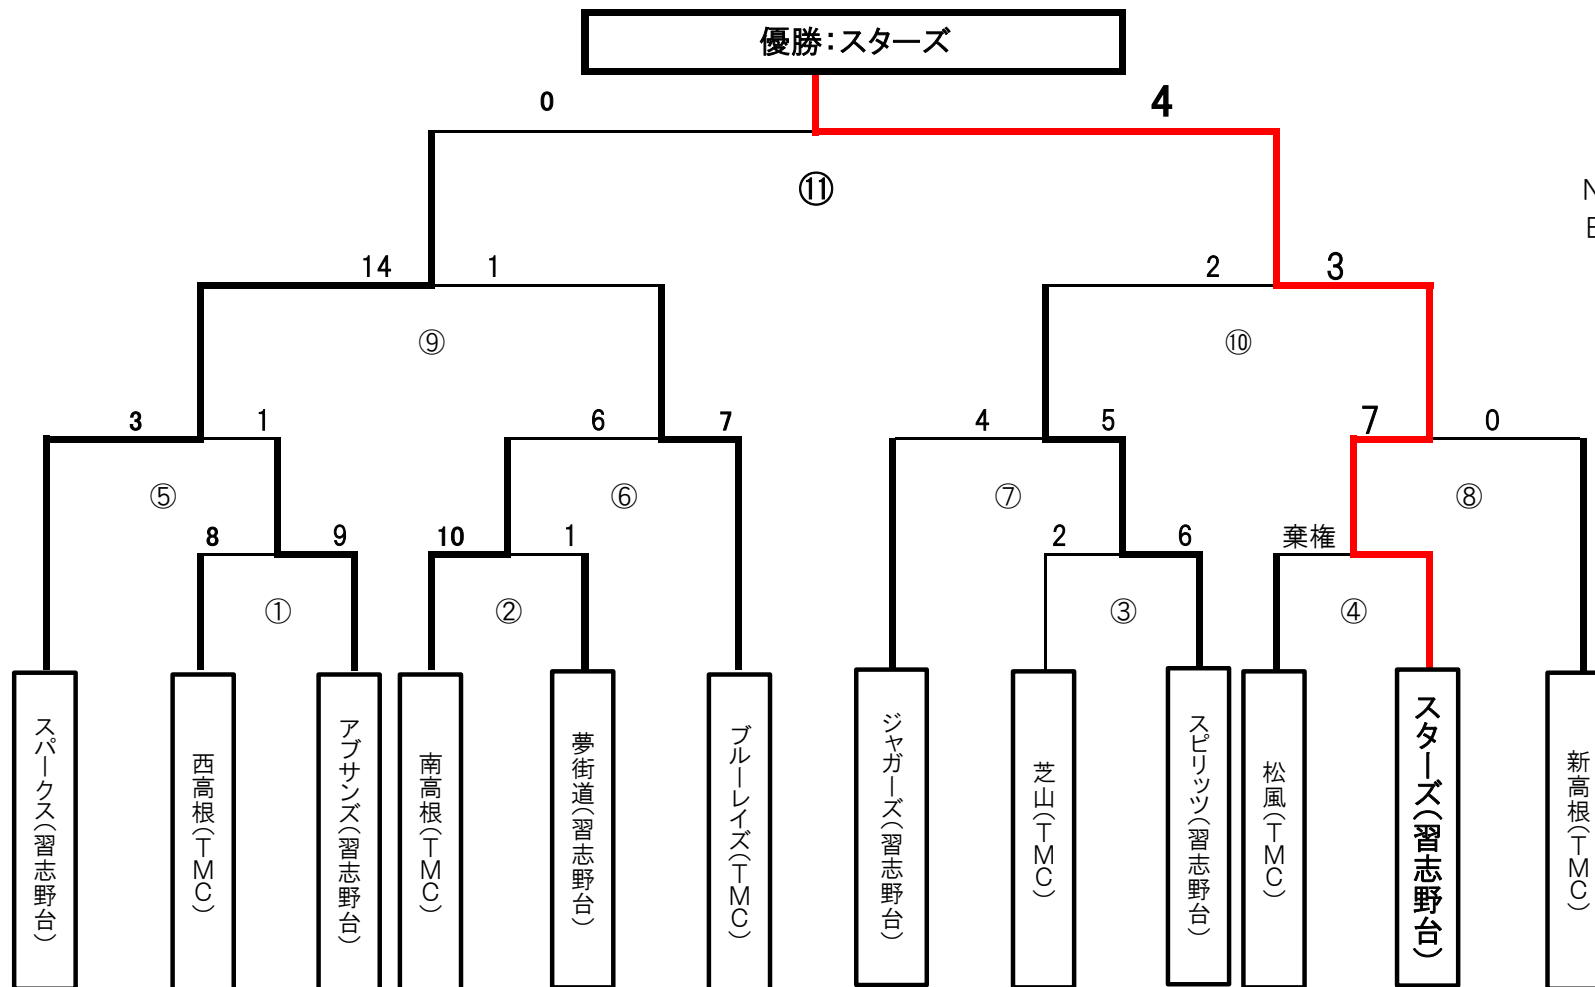 優勝：スターズ
0
4
⑪
N
E
14
1
2
3
⑨
⑩
3
1
6
7
4
5
7
0
⑤
⑥
⑦
⑧
8
9
10
1
2
6
棄権
①
②
③
④
スパークス（習志野台）
西高根（TMC）
アブサンズ（習志野台）
南高根（TMC）
夢街道（習志野台）
ブルーレイズ（TMC）
ジャガーズ（習志野台）
芝山（TMC）
スピリッツ（習志野台）
松風（TMC）
スターズ（習志野台）
新高根（TMC）